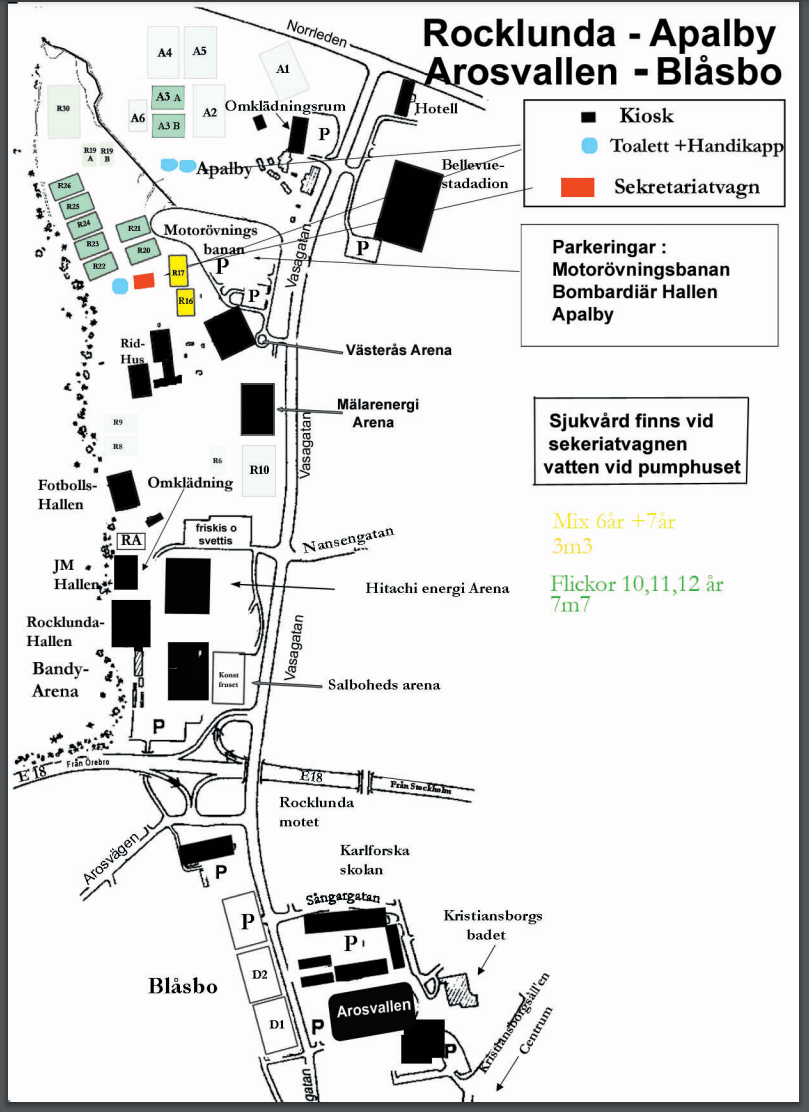 Rocklunda - Apalby
Arosvallen - Blåsbo
Norrleden
Kiosk
Toalett +Handikapp
Sekretariatvagn
Parkeringar :
Motorövningsbanan
Bombardiär Hallen
Apalby
Sjukvård finns vid
sekeriatvagnen
vatten vid pumphuset
Mix 6år +7år
3m3
Flickor 10,11,12 år
7m7
A4
A5
A1
A3 A
A3 B
A6
A2
R30
R19
A
R19
B
Omklädningsrum
P
Hotell
Apalby
Bellevue-
stadadion
P
R26
R25
R24
R23
R22
R21
R20
Motorövnings
banan
P
P
R17
R16
Vasagatan
Rid-
Hus
Västerås Arena
Mälarenergi
Arena
Vasagatan
R9
R8
R6
R10
Fotbolls-
Hallen
Omklädning
friskis o
svettis
Nansengatan
RA
JM
Hallen
Hitachi energi Arena
Rocklunda-
Hallen
Bandy-
Arena
Konst
fruset
Salboheds arena
Vasagatan
P
Från Örebro
E 18
E18
Från Stockholm
Rocklunda
motet
Arosvägen
P
Karlforska
skolan
Sångargatan
P
P
Kristiansborgs
badet
D2
Blåsbo
D1
Arosvallen
P
P
Kristiansborgsåll'en
Centrum
gatan